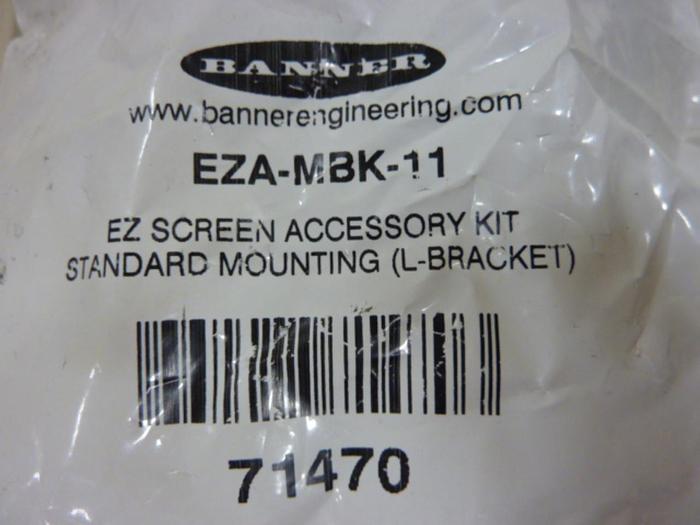 BANNER
www.bannerengineering.com
EZA-MBK-11
EZ SCREEN ACCESSORY KIT
STANDARD MOUNTING (L-BRACKET)
71470